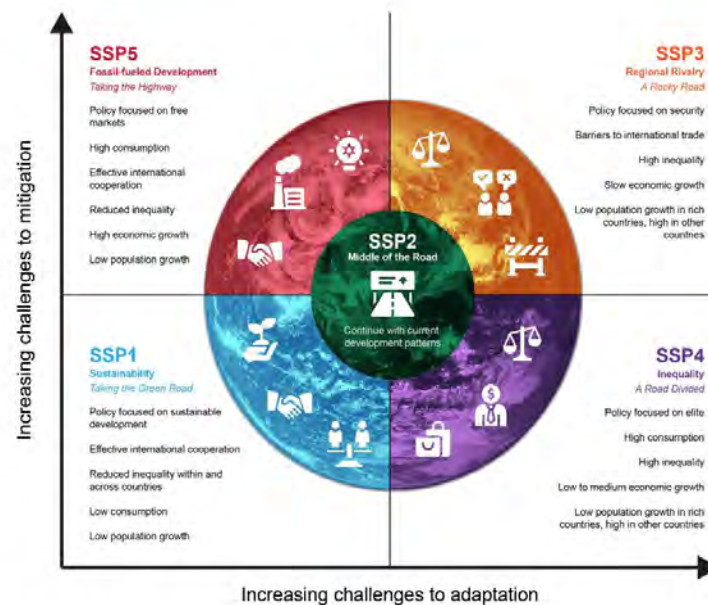 Increasing challenges to mitigation
SSP5
Fossil-fueled Development
Taking the Highway
Policy focused on free
markets
High consumption
Effective international
cooperation
Reduced inequality
High economic growth
Low population growth
SSP3
Regional Rivalry
A Rocky Road
Policy focused on security
Barriers to international trade
High inequality
Slow economic growth
Low population growth in rich
countries, high in other
countries
SSP2
Middle of the Road
Continue with current
development patterns
SSP1
Sustainability
Taking the Green Road
Policy focused on sustainable
development
Effective international cooperation
Reduced inequality within and
across countries
Low consumption
Low population growth
SSP4
Inequality
A Road Divided
Policy focused on elite
High consumption
High inequality
Low to medium economic growth
Low population growth in rich
countries, high in other countries
Increasing challenges to adaptation